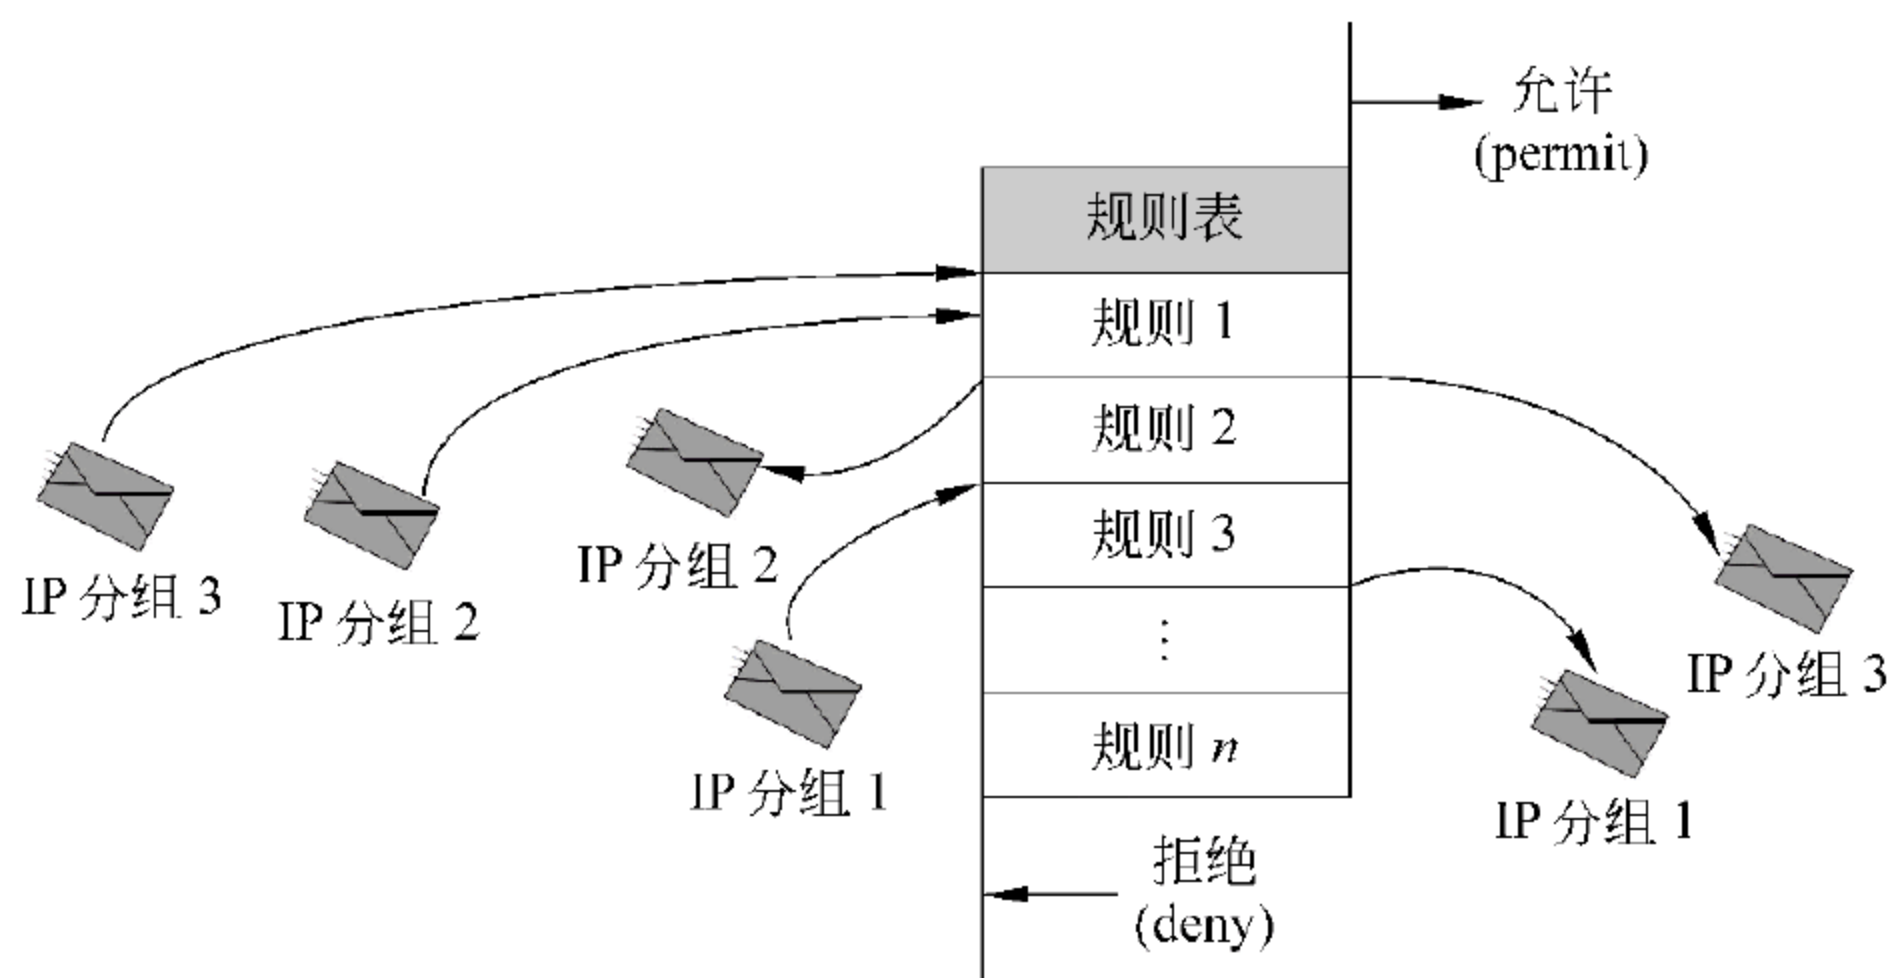 允许
(permit)
规则表
规则 1
规则 2
规则 3
⋮
规则 n
IP 分组 3
IP 分组 2
IP 分组 2
IP 分组 1
IP 分组 3
IP 分组 1
拒绝
(deny)